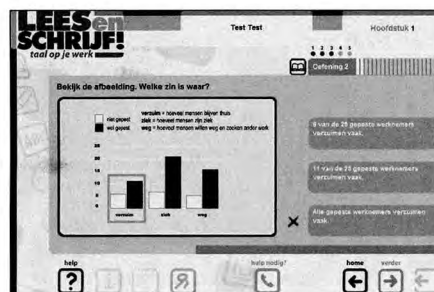 LEES en
SCHRIJF!
taal op je werk
Test Test
Hoofdstuk 1
1 2 3 4 5
Oefening 2
Bekijk de afbeelding. Welke zin is waar?
niet gepest
wel gepest
verzuim = hoeveel mensen blijven thuis
ziek = hoeveel mensen zijn ziek
weg = hoeveel mensen willen weg en zoeken ander werk
25
20
15
10
5
0
verzuim
ziek
weg
van de 25 gepeste werknemers
verzuimen vaak.
11 van de 25 gepeste werknemers
verzuimen vaak.
Alle gepeste werknemers verzuimen
vaak.
help
?
hulp nodig?
home
verder